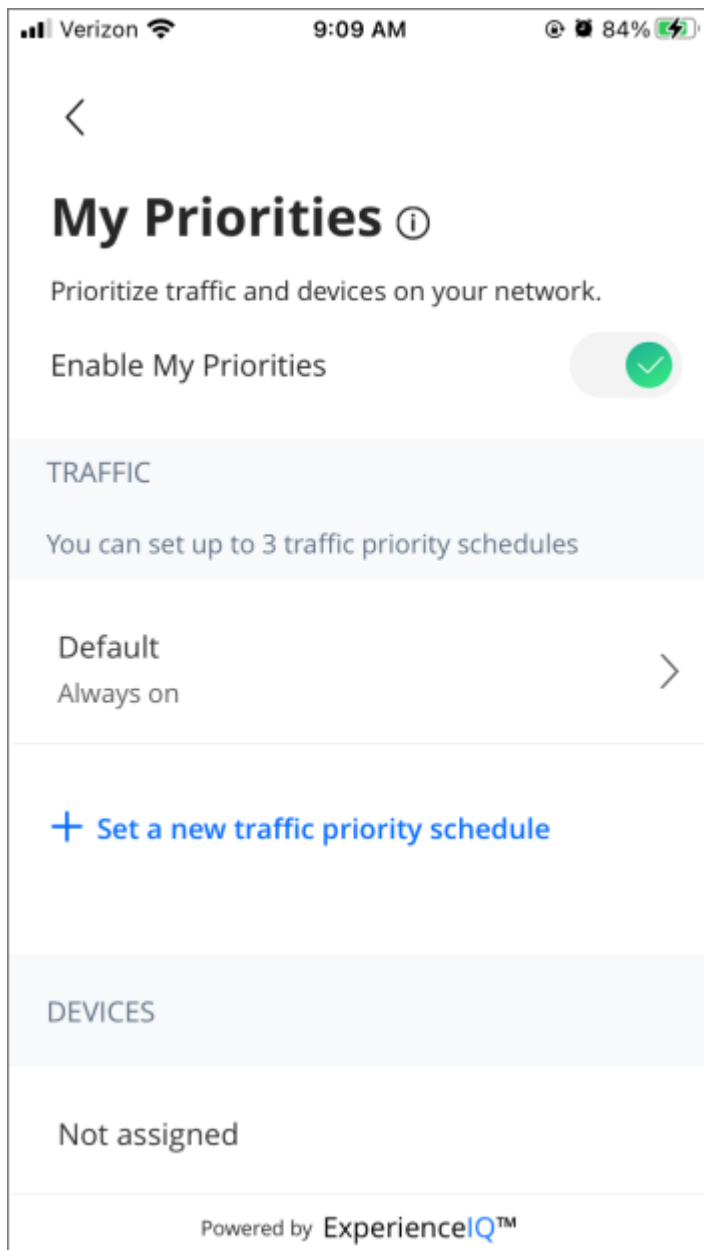 Verizon 9:09 AM 84%
My Priorities
Prioritize traffic and devices on your network.
Enable My Priorities
TRAFFIC
You can set up to 3 traffic priority schedules
Default
Always on
Set a new traffic priority schedule
DEVICES
Not assigned
Powered by ExperienceIQ™